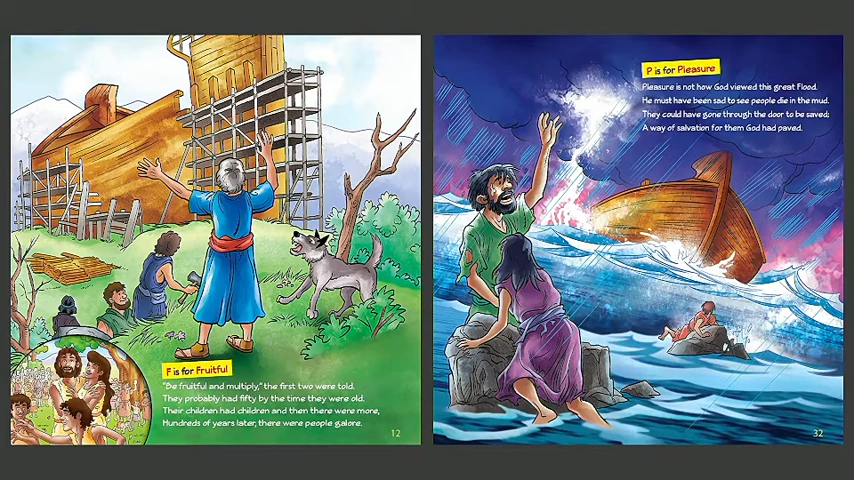 F is for Fruitful
"Be fruitful and multiply," the first two were told.
They probably had fifty by the time they were old.
Their children had children and then there were more,
Hundreds of years later, there were people galore.
12
P is for Pleasure
Pleasure is not how God viewed this great Flood.
He must have been sad to see people die in the mud.
They could have gone through the door to be saved;
A way of salvation for them God had paved.
32